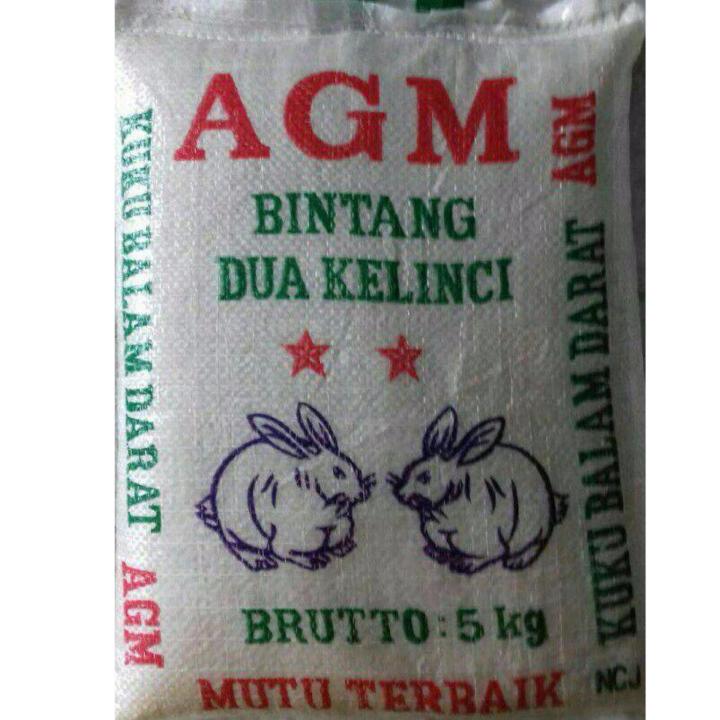 AGM
BINTANG
DUA KELINCI
BRUTTO : 5 kg
MUTU TERBAIK
KUKU BALAM DARAT AGM
KUKU BALAM DARAT AGM
NCJ